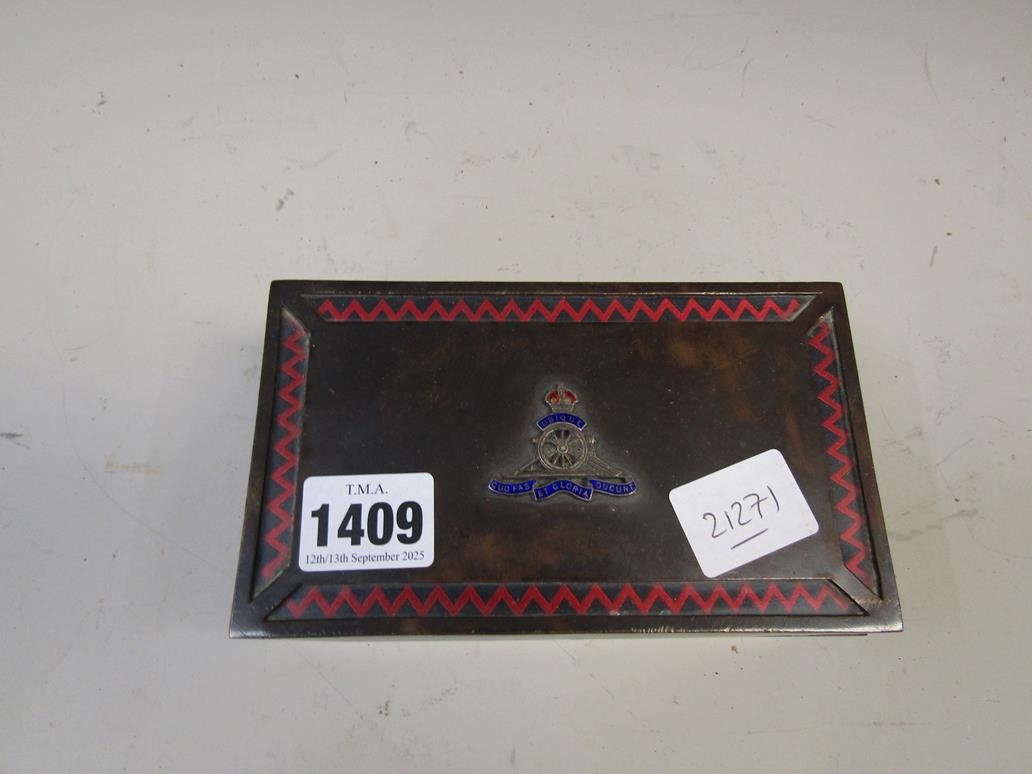 UBIQUE
QUO FAS ET GLORIA DUCUNT
T.M.A.
1409
12th/13th September 2025
21271